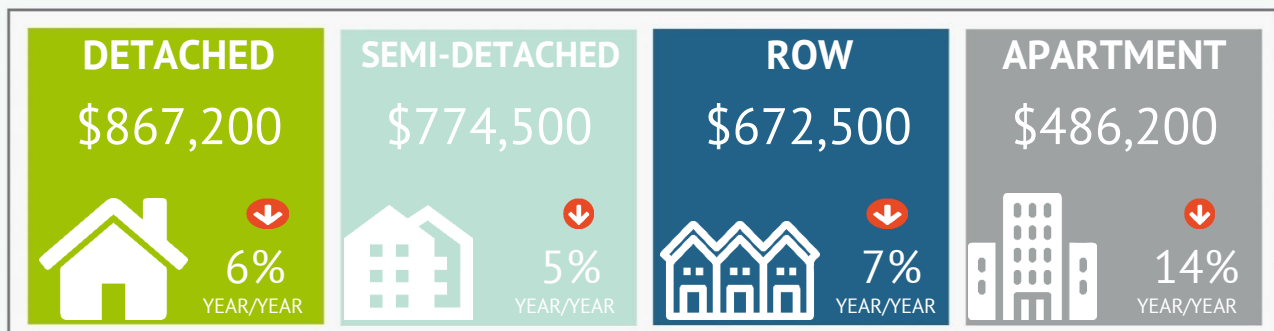 DETACHED
$867,200
6%
YEAR/YEAR
SEMI-DETACHED
$774,500
5%
YEAR/YEAR
ROW
$672,500
7%
YEAR/YEAR
APARTMENT
$486,200
14%
YEAR/YEAR